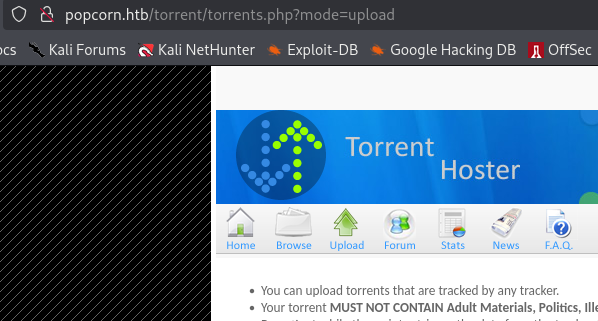 popcorn.htb/torrent/torrents.php?mode=upload
ocs Kali Forums Kali NetHunter Exploit-DB Google Hacking DB OffSec
Torrent
Hoster
Home Browse Upload Forum Stats News F.A.Q.
You can upload torrents that are tracked by any tracker.
Your torrent MUST NOT CONTAIN Adult Materials, Politics, Ille